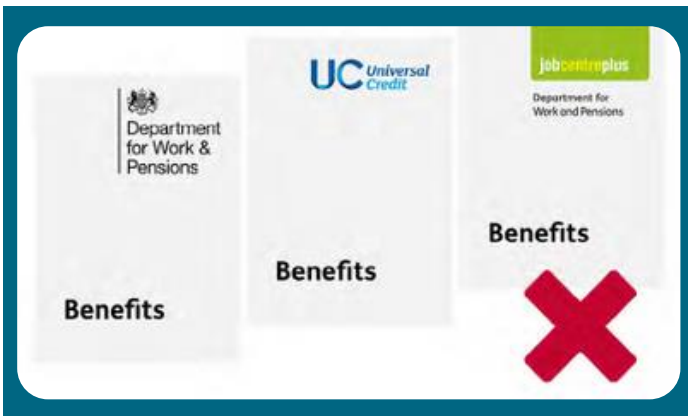 Department
for Work &
Pensions
Benefits
UC Universal
Credit
Benefits
jobcentreplus
Department for
Work and Pensions
Benefits